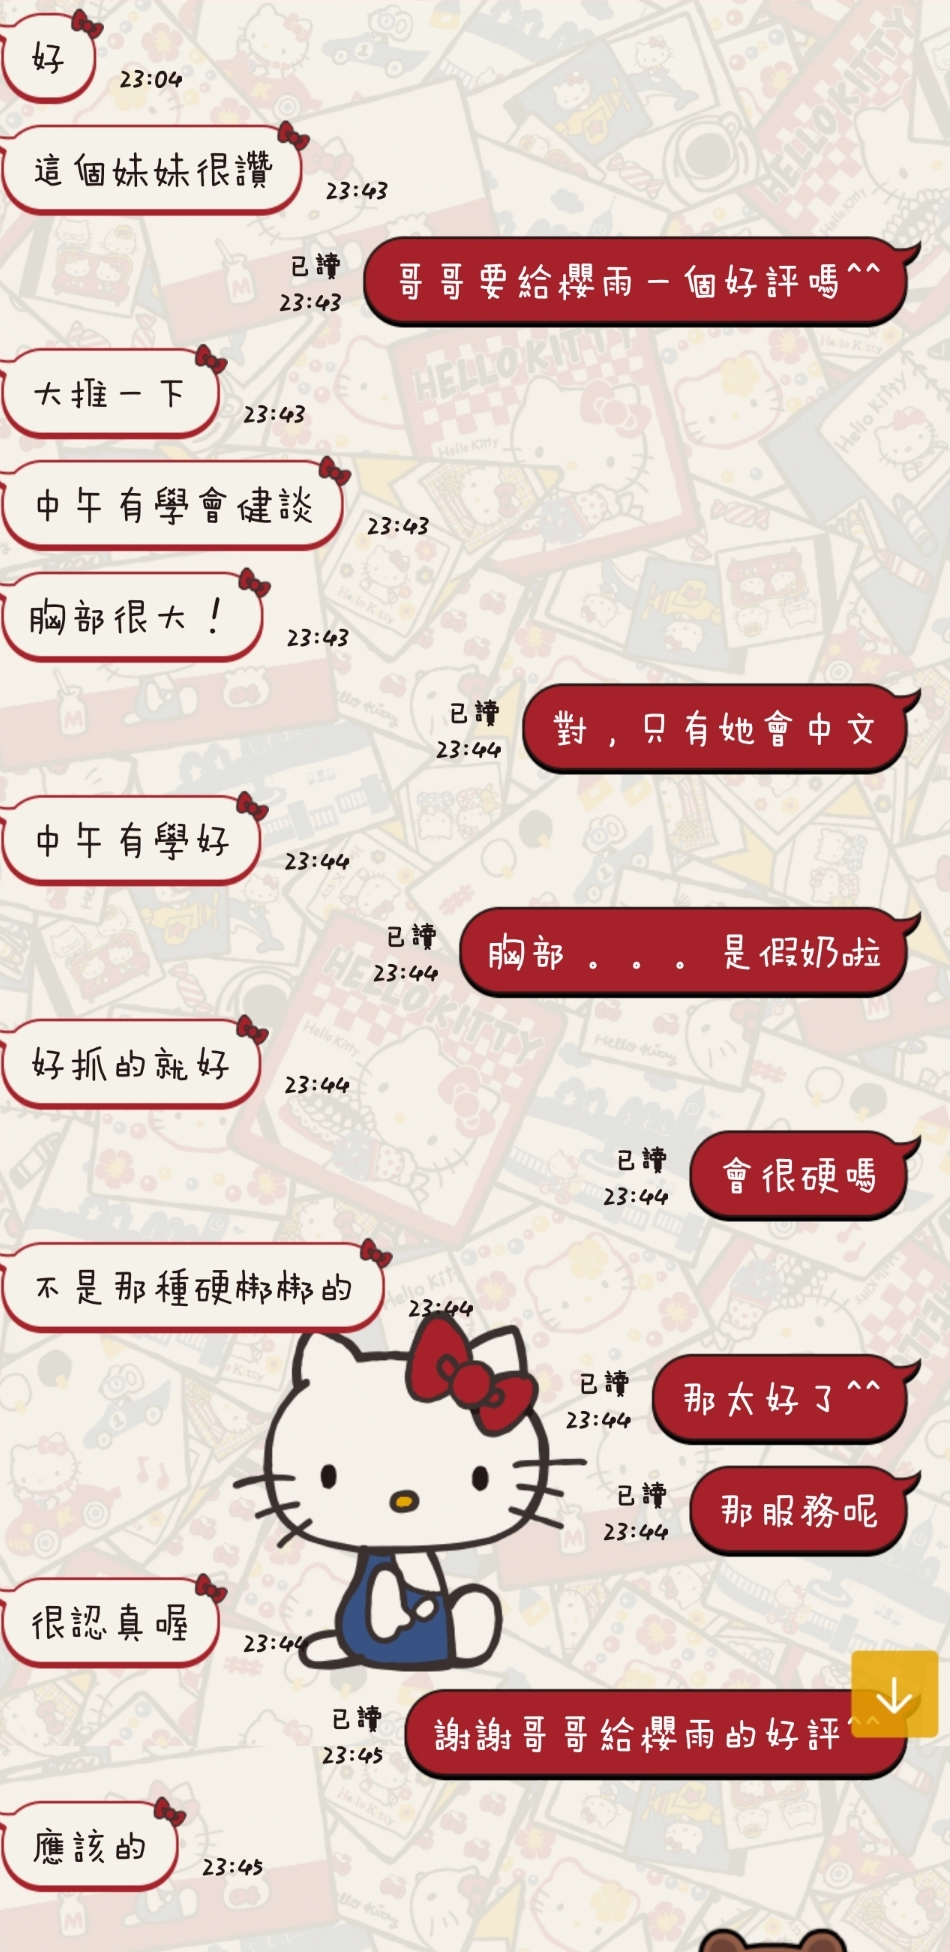 好
23:04
這個妹妹很讚
23:43
哥哥要給櫻雨一個好評嗎^^
已讀
23:43
大推一下
23:43
中午有學會健談
23:43
胸部很大！
23:43
對，只有她會中文
已讀
23:44
中午有學好
23:44
胸部。。。是假奶啦
已讀
23:44
好抓的就好
23:44
會很硬嗎
已讀
23:44
不是那種硬梆梆的
23:44
那太好了^^
已讀
23:44
那服務呢
已讀
23:44
很認真喔
23:44
謝謝哥哥給櫻雨的好評^^
已讀
23:45
應該的
23:45
HELLO KITTY
Hello Kitty